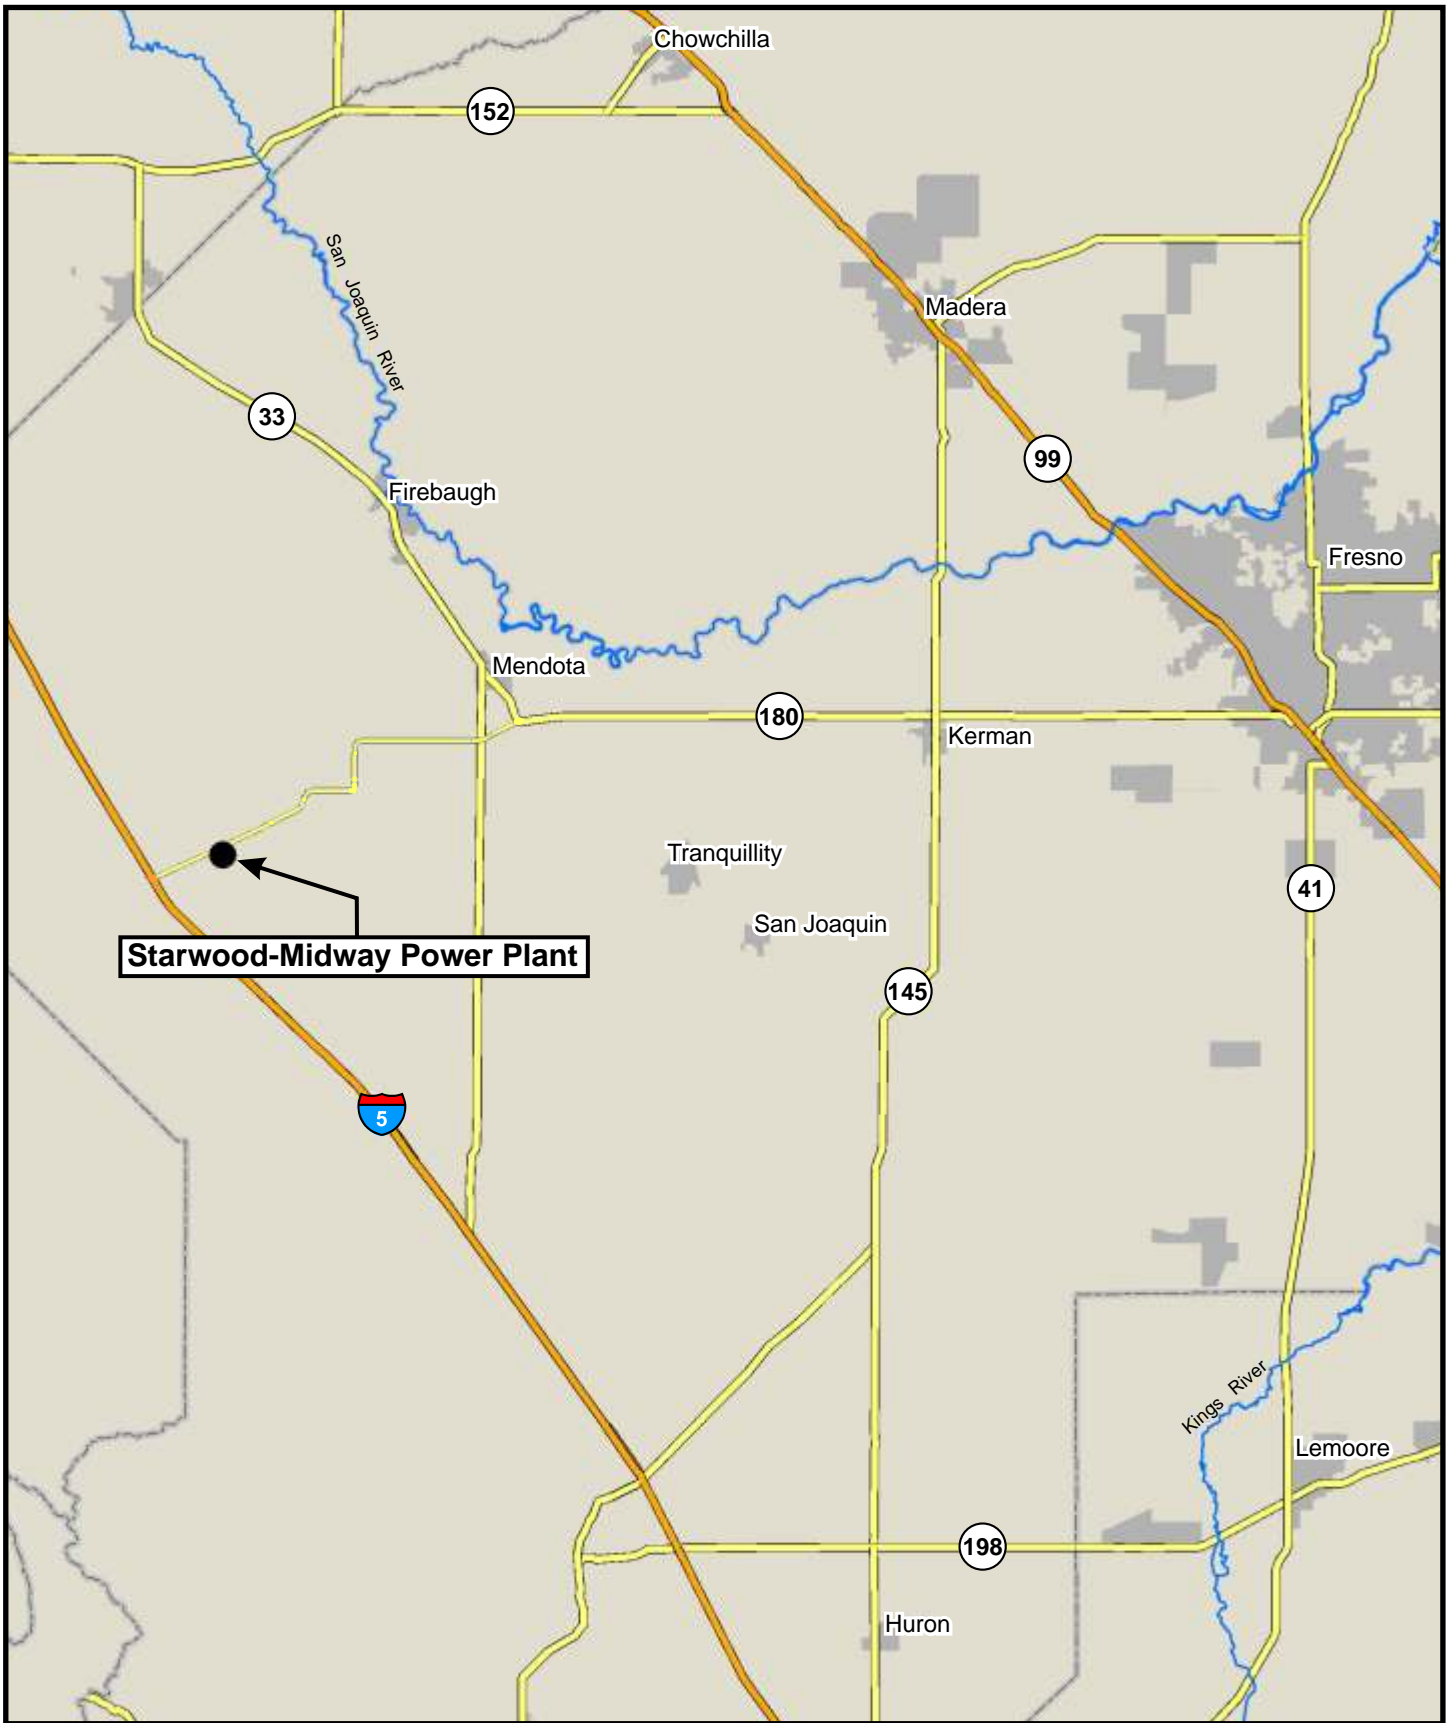 Chowchilla
152
San Joaquin River
Madera
33
99
Firebaugh
Fresno
Mendota
180
Kerman
Tranquillity
41
San Joaquin
Starwood-Midway Power Plant
145
5
Kings River
Lemoore
198
Huron